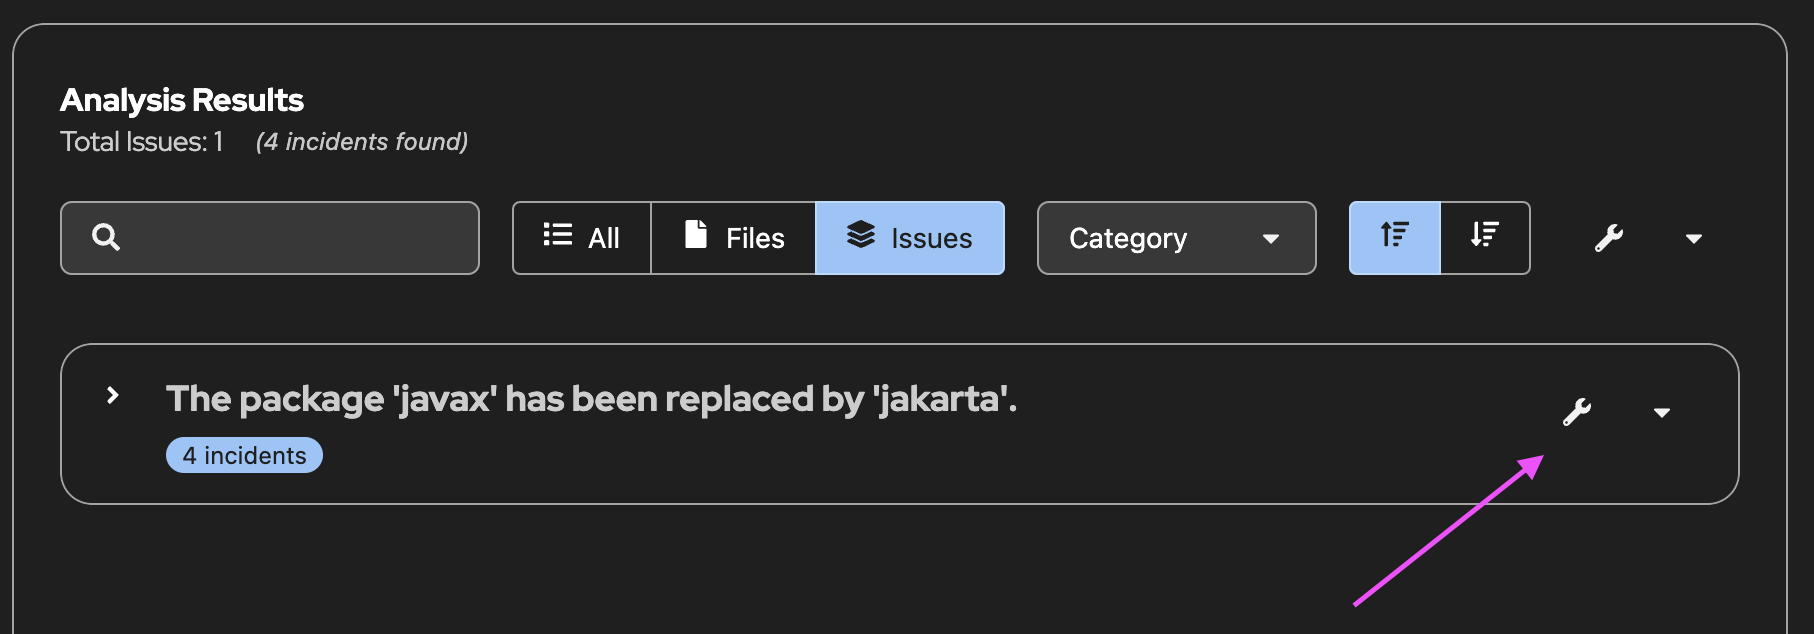 Analysis Results
Total Issues: 1 (4 incidents found)
All Files Issues Category
The package 'javax' has been replaced by 'jakarta'.
4 incidents